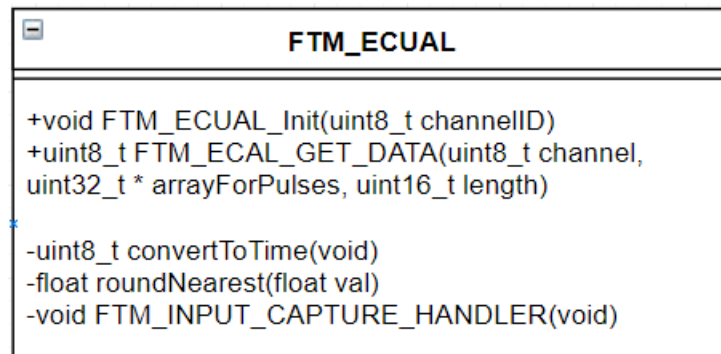 FTM_ECUAL
+void FTM_ECUAL_Init(uint8_t channelID)
+uint8_t FTM_ECAL_GET_DATA(uint8_t channel,
uint32_t * arrayForPulses, uint16_t length)
-uint8_t convertToTime(void)
-float roundNearest(float val)
-void FTM_INPUT_CAPTURE_HANDLER(void)